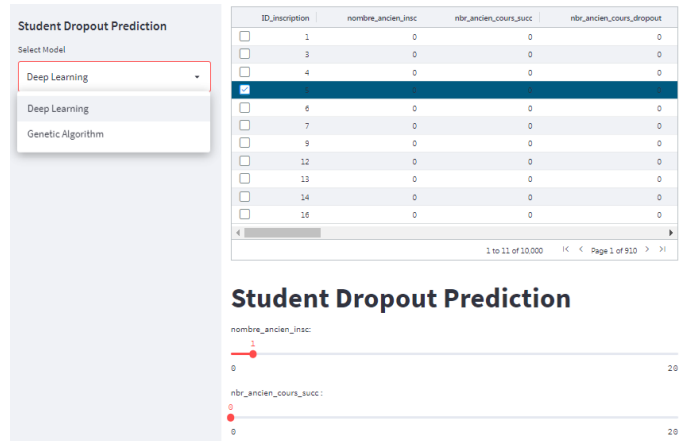 Student Dropout Prediction
Select Model
Deep Learning
Deep Learning
Genetic Algorithm
ID_inscription nombre_ancien_insc nbr_ancien_cours_succ nbr_ancien_cours_dropout
1 0 0 0
3 0 0 0
4 0 0 0
6 0 0 0
7 0 0 0
9 0 0 0
12 0 0 0
13 0 0 0
14 0 0 0
16 0 0 0
1 to 11 of 10.000 Page 1 of 910
Student Dropout Prediction
nombre_ancien_insc:
1
0 20
nbr_ancien_cours_succ :
0
0 20